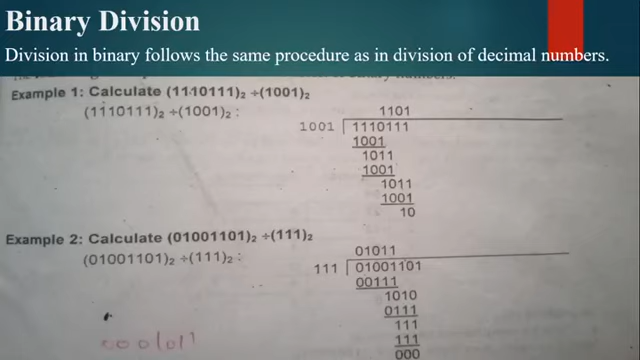 Binary Division
Division in binary follows the same procedure as in division of decimal numbers.
Example 1: Calculate (1110111)₂ ÷(1001)₂
(1110111)₂ ÷(1001)₂ :
1101
1001 1110111
1001
1011
1001
1011
1001
10
Example 2: Calculate (01001101)₂ ÷(111)₂
(01001101)₂ ÷(111)₂ :
01011
111 01001101
00111
1010
0111
111
111
000